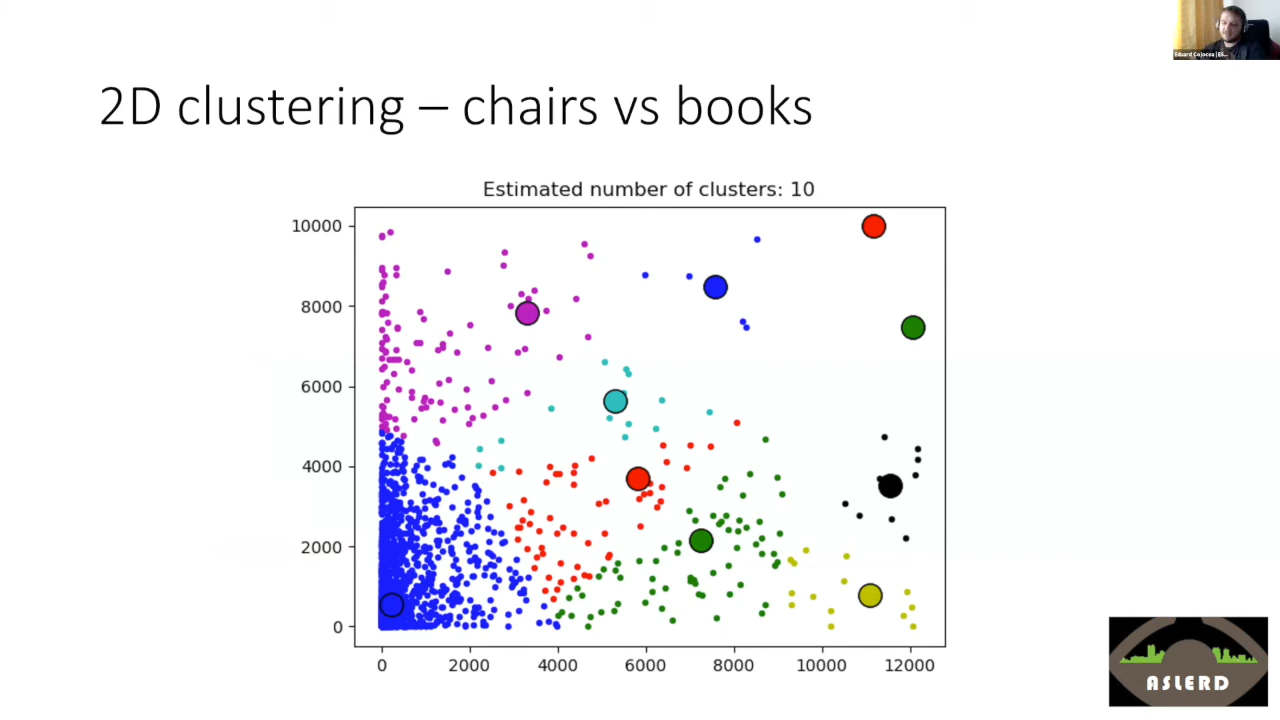 2D clustering – chairs vs books
Estimated number of clusters: 10
10000
8000
6000
4000
2000
0
0 2000 4000 6000 8000 10000 12000
ASLERD